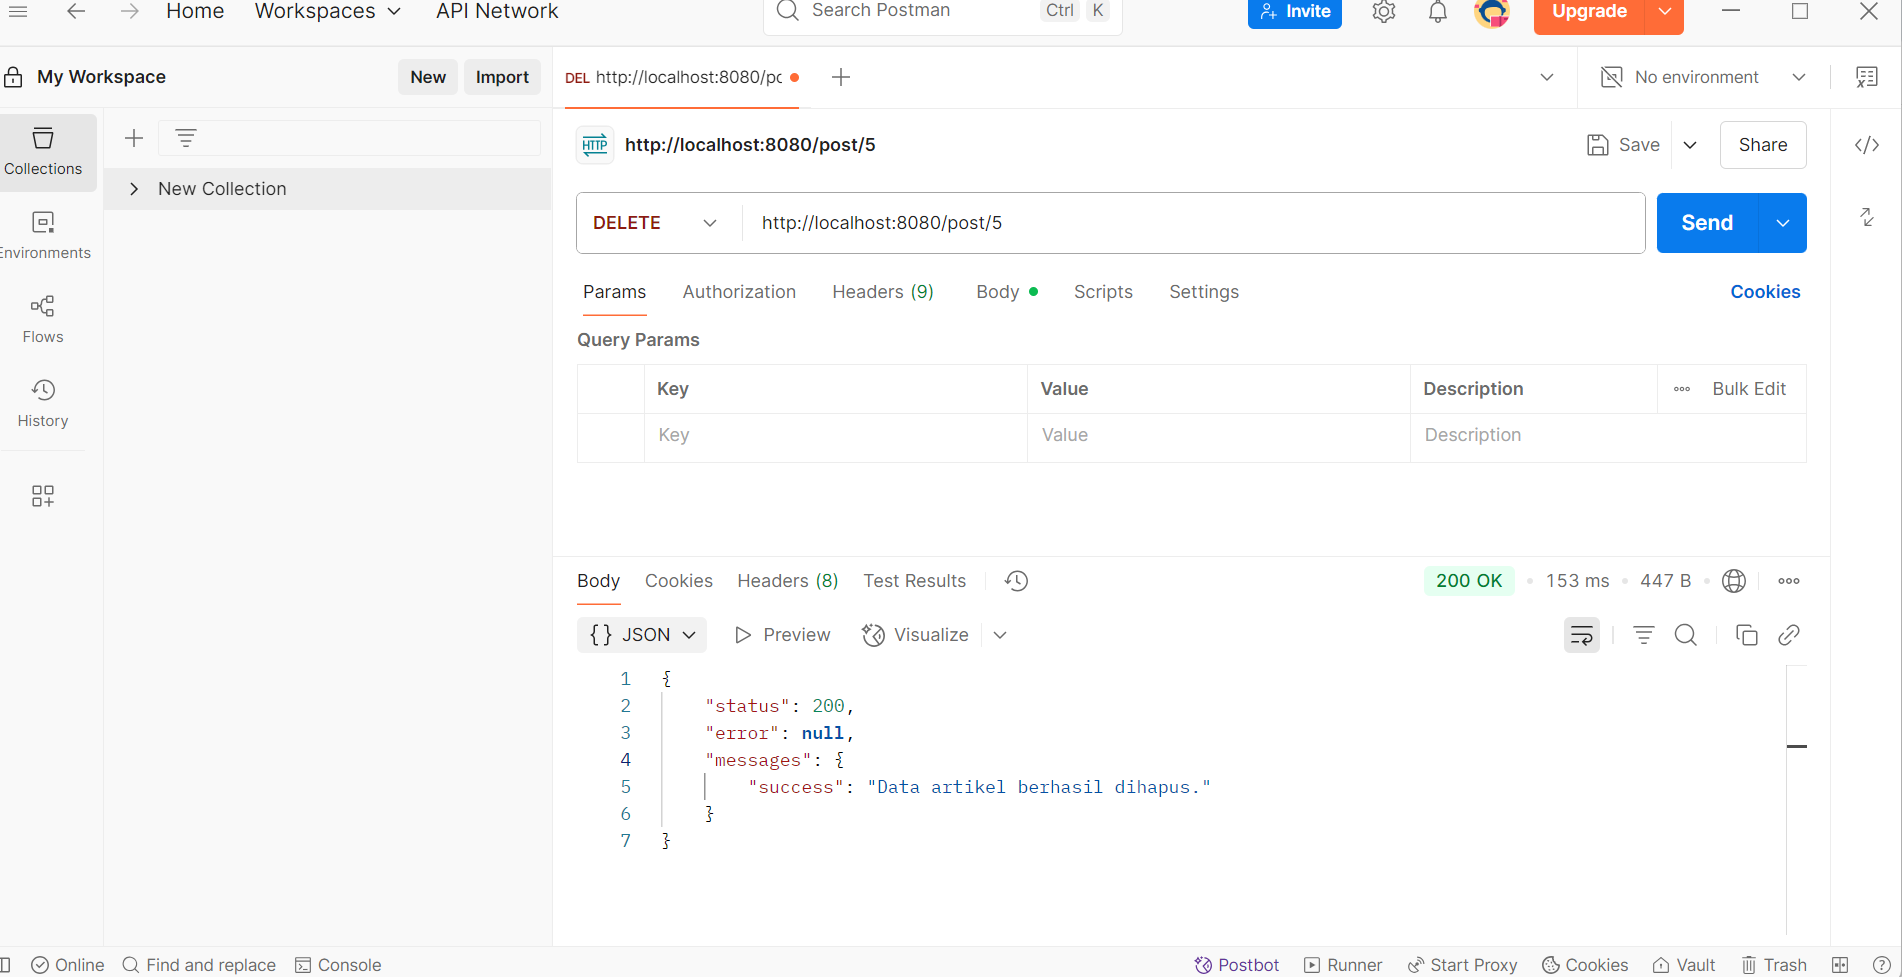 Home Workspaces API Network Search Postman Ctrl K Invite Upgrade
My Workspace New Import DEL http://localhost:8080/pc No environment
Collections
Environments
Flows
History
New Collection
HTTP http://localhost:8080/post/5 Save Share
DELETE http://localhost:8080/post/5 Send
Params Authorization Headers (9) Body Scripts Settings Cookies
Query Params
Key Value Description Bulk Edit
Key Value Description
Body Cookies Headers (8) Test Results 200 OK 153 ms 447 B
{} JSON Preview Visualize
1 {
2 "status": 200,
3 "error": null,
4 "messages": {
5 "success": "Data artikel berhasil dihapus."
6 }
7 }
Online Find and replace Console Postbot Runner Start Proxy Cookies Vault Trash